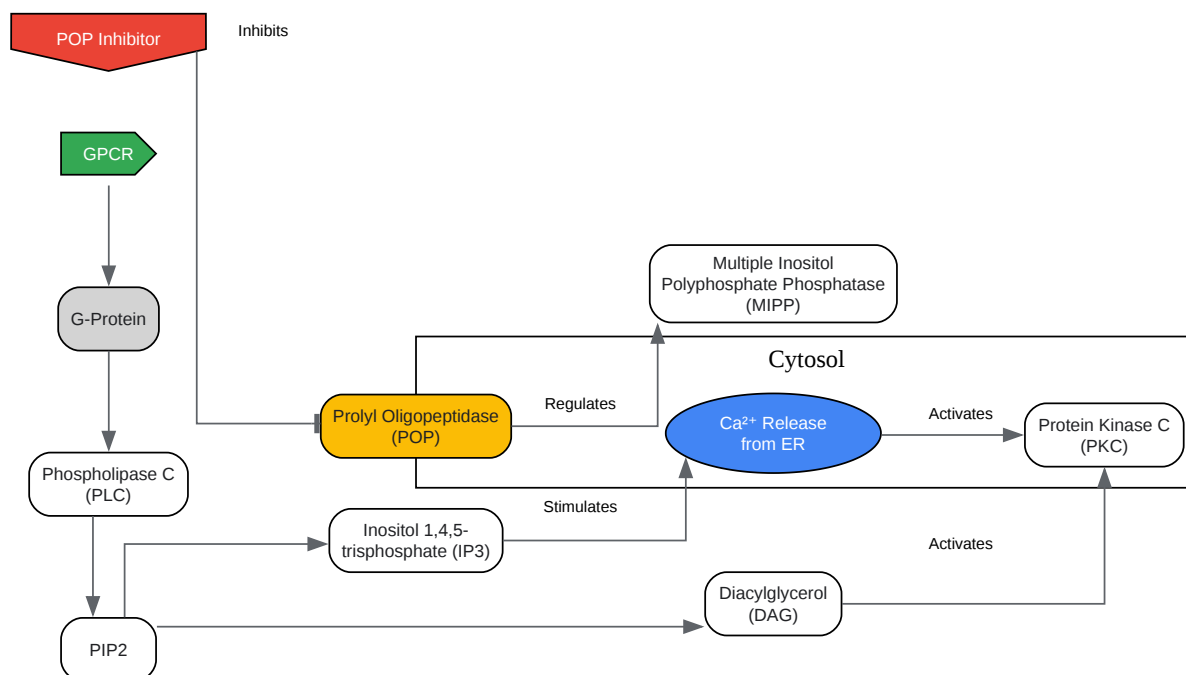 POP Inhibitor
Inhibits
GPCR
Multiple Inositol
Polyphosphate Phosphatase
(MIPP)
G-Protein
Cytosol
Prolyl Oligopeptidase
(POP)
Regulates
Ca²⁺ Release
from ER
Activates
Protein Kinase C
(PKC)
Phospholipase C
(PLC)
Stimulates
Inositol 1,4,5-
trisphosphate (IP3)
Activates
Diacylglycerol
(DAG)
PIP2